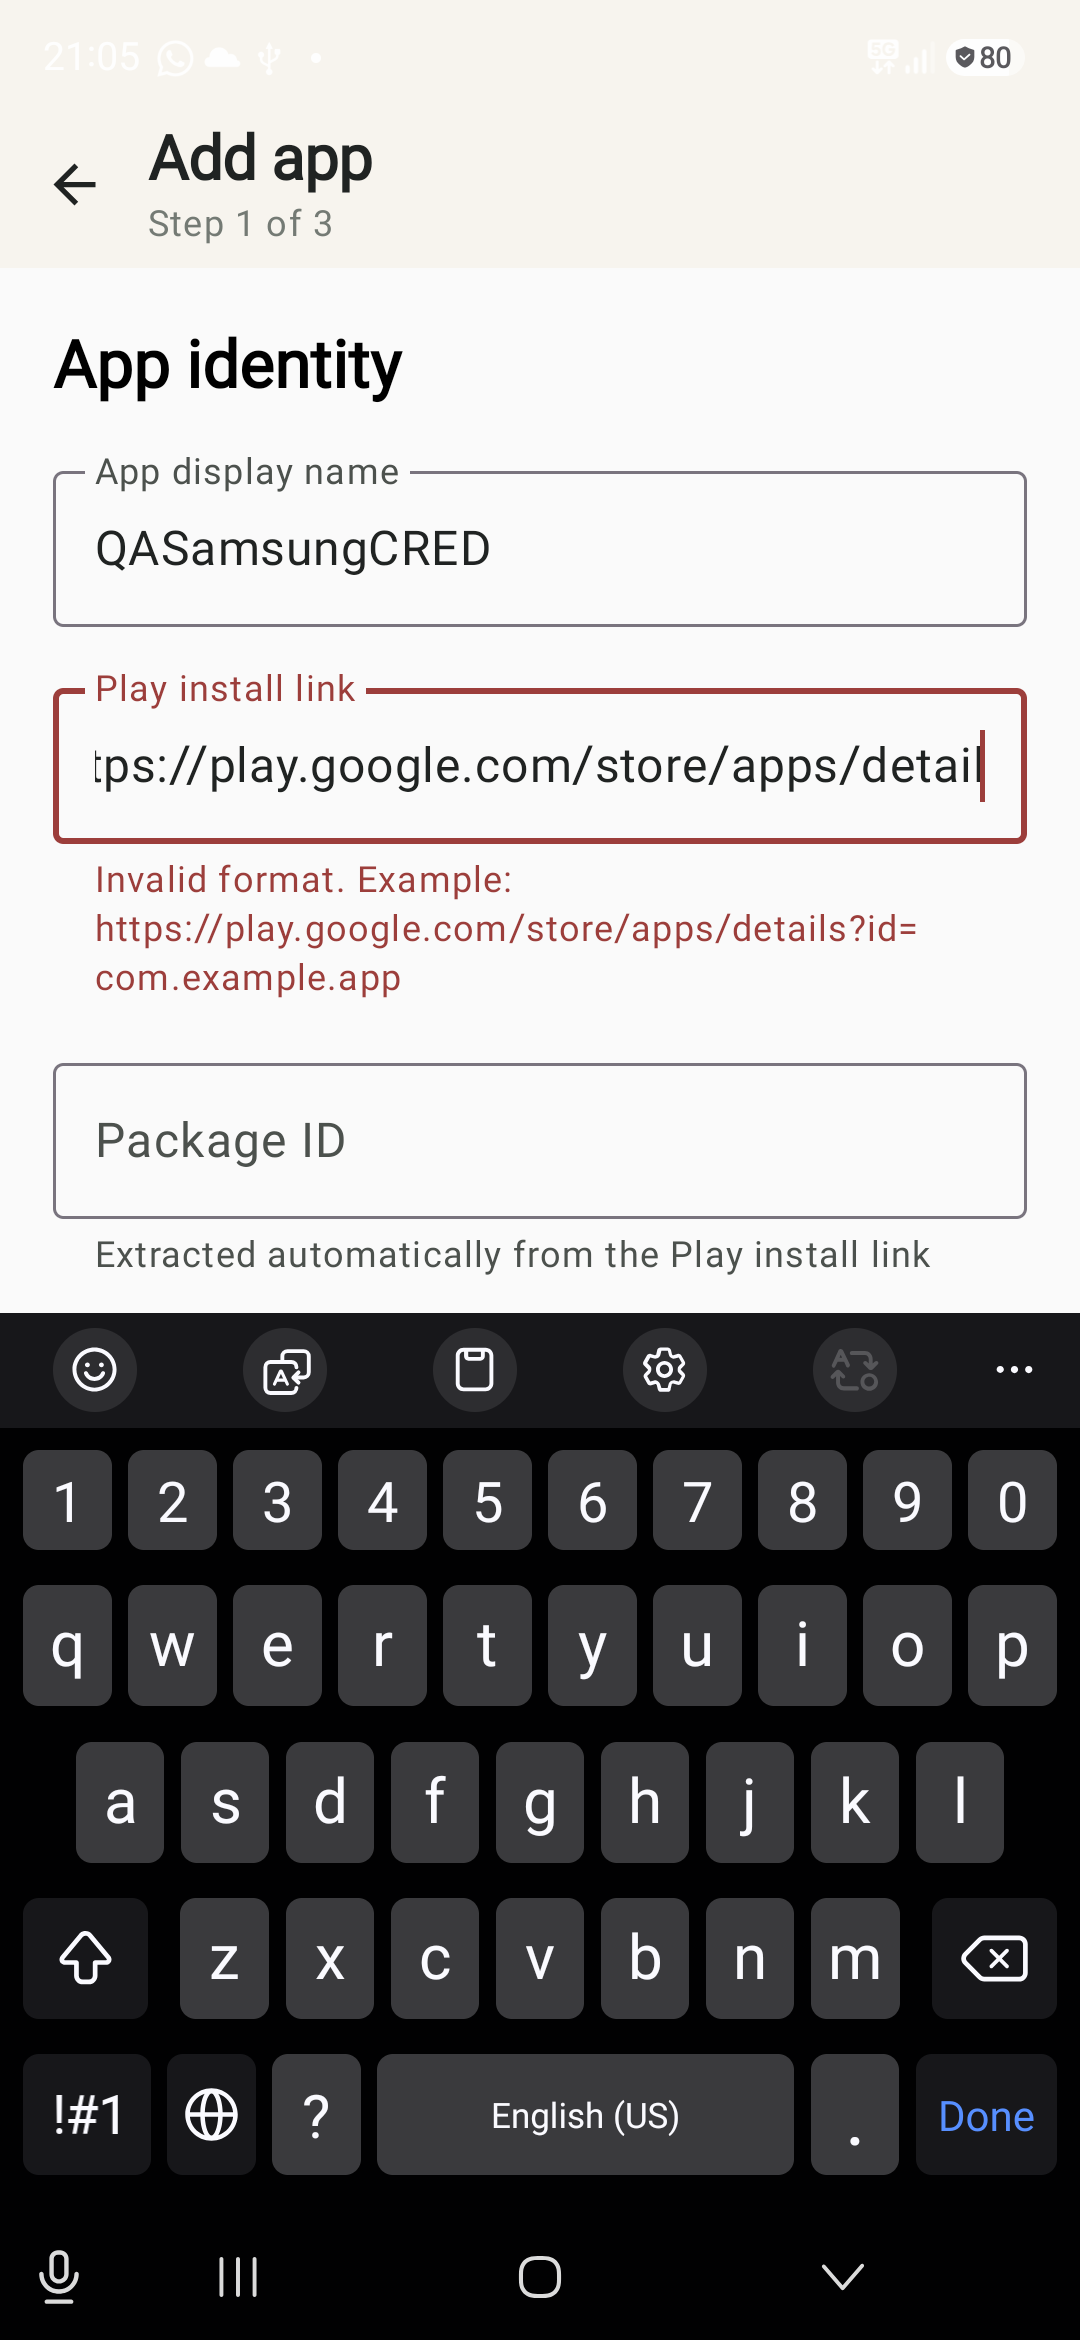 21:05
5G
80
Add app
Step 1 of 3
App identity
App display name
QASamsungCRED
Play install link
tps://play.google.com/store/apps/detail
Invalid format. Example:
https://play.google.com/store/apps/details?id=
com.example.app
Package ID
Extracted automatically from the Play install link
1 2 3 4 5 6 7 8 9 0
q w e r t y u i o p
a s d f g h j k l
z x c v b n m
!#1 ? English (US) . Done